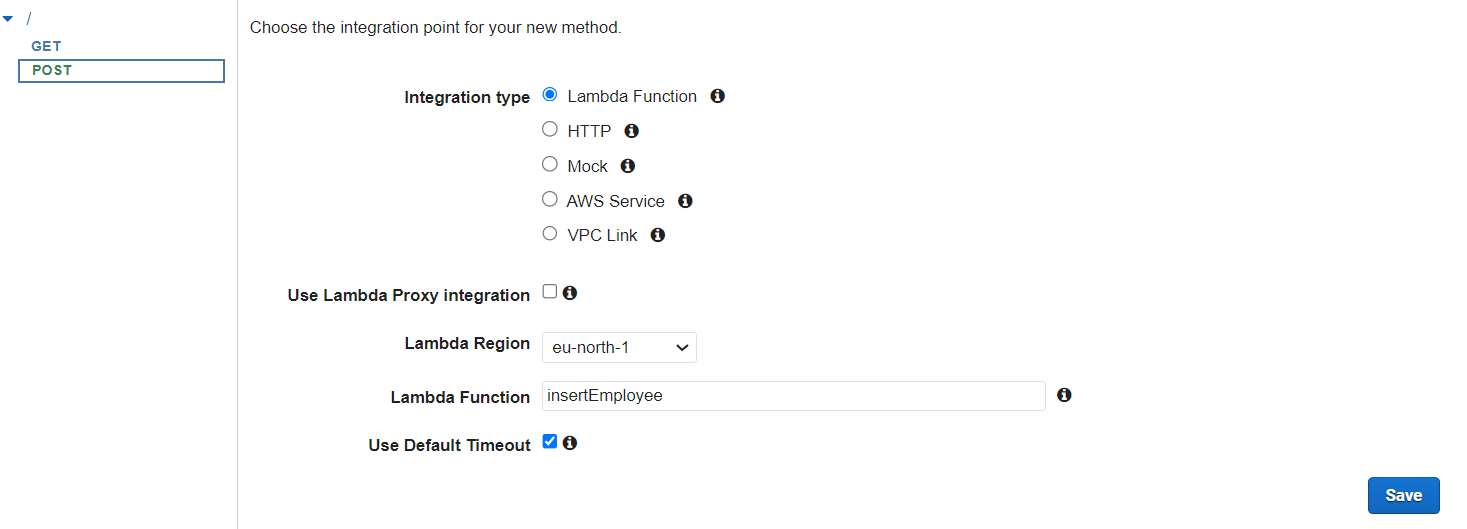 /
GET
POST
Choose the integration point for your new method.
Integration type
Lambda Function
HTTP
Mock
AWS Service
VPC Link
Use Lambda Proxy integration
Lambda Region eu-north-1
Lambda Function insertEmployee
Use Default Timeout
Save